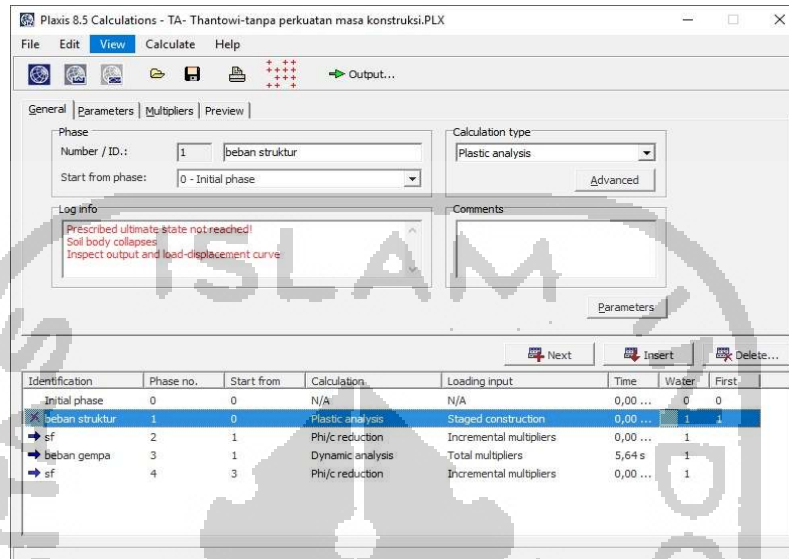 Plaxis 8.5 Calculations - TA- Thantowi-tanpa perkuatan masa konstruksi.PLX
File Edit View Calculate Help
Output...
General Parameters Multipliers Preview
Phase
Number / ID.: 1 beban struktur
Start from phase: 0 - Initial phase
Calculation type
Plastic analysis
Advanced
Log info
Prescribed ultimate state not reached!
Soil body collapses
Inspect output and load-displacement curve
Comments
Parameters
ISLAM
Next Insert Delete...
Identification Phase no. Start from Calculation Loading input Time Water First
Initial phase 0 0 N/A N/A 0,00 ... 0 0
beban struktur 1 0 Plastic analysis Staged construction 0,00 ... 1 1
sf 2 1 Phi/c reduction Incremental multipliers 0,00 ... 1
beban gempa 3 1 Dynamic analysis Total multipliers 5,64 s 1
sf 4 3 Phi/c reduction Incremental multipliers 0,00 ... 1